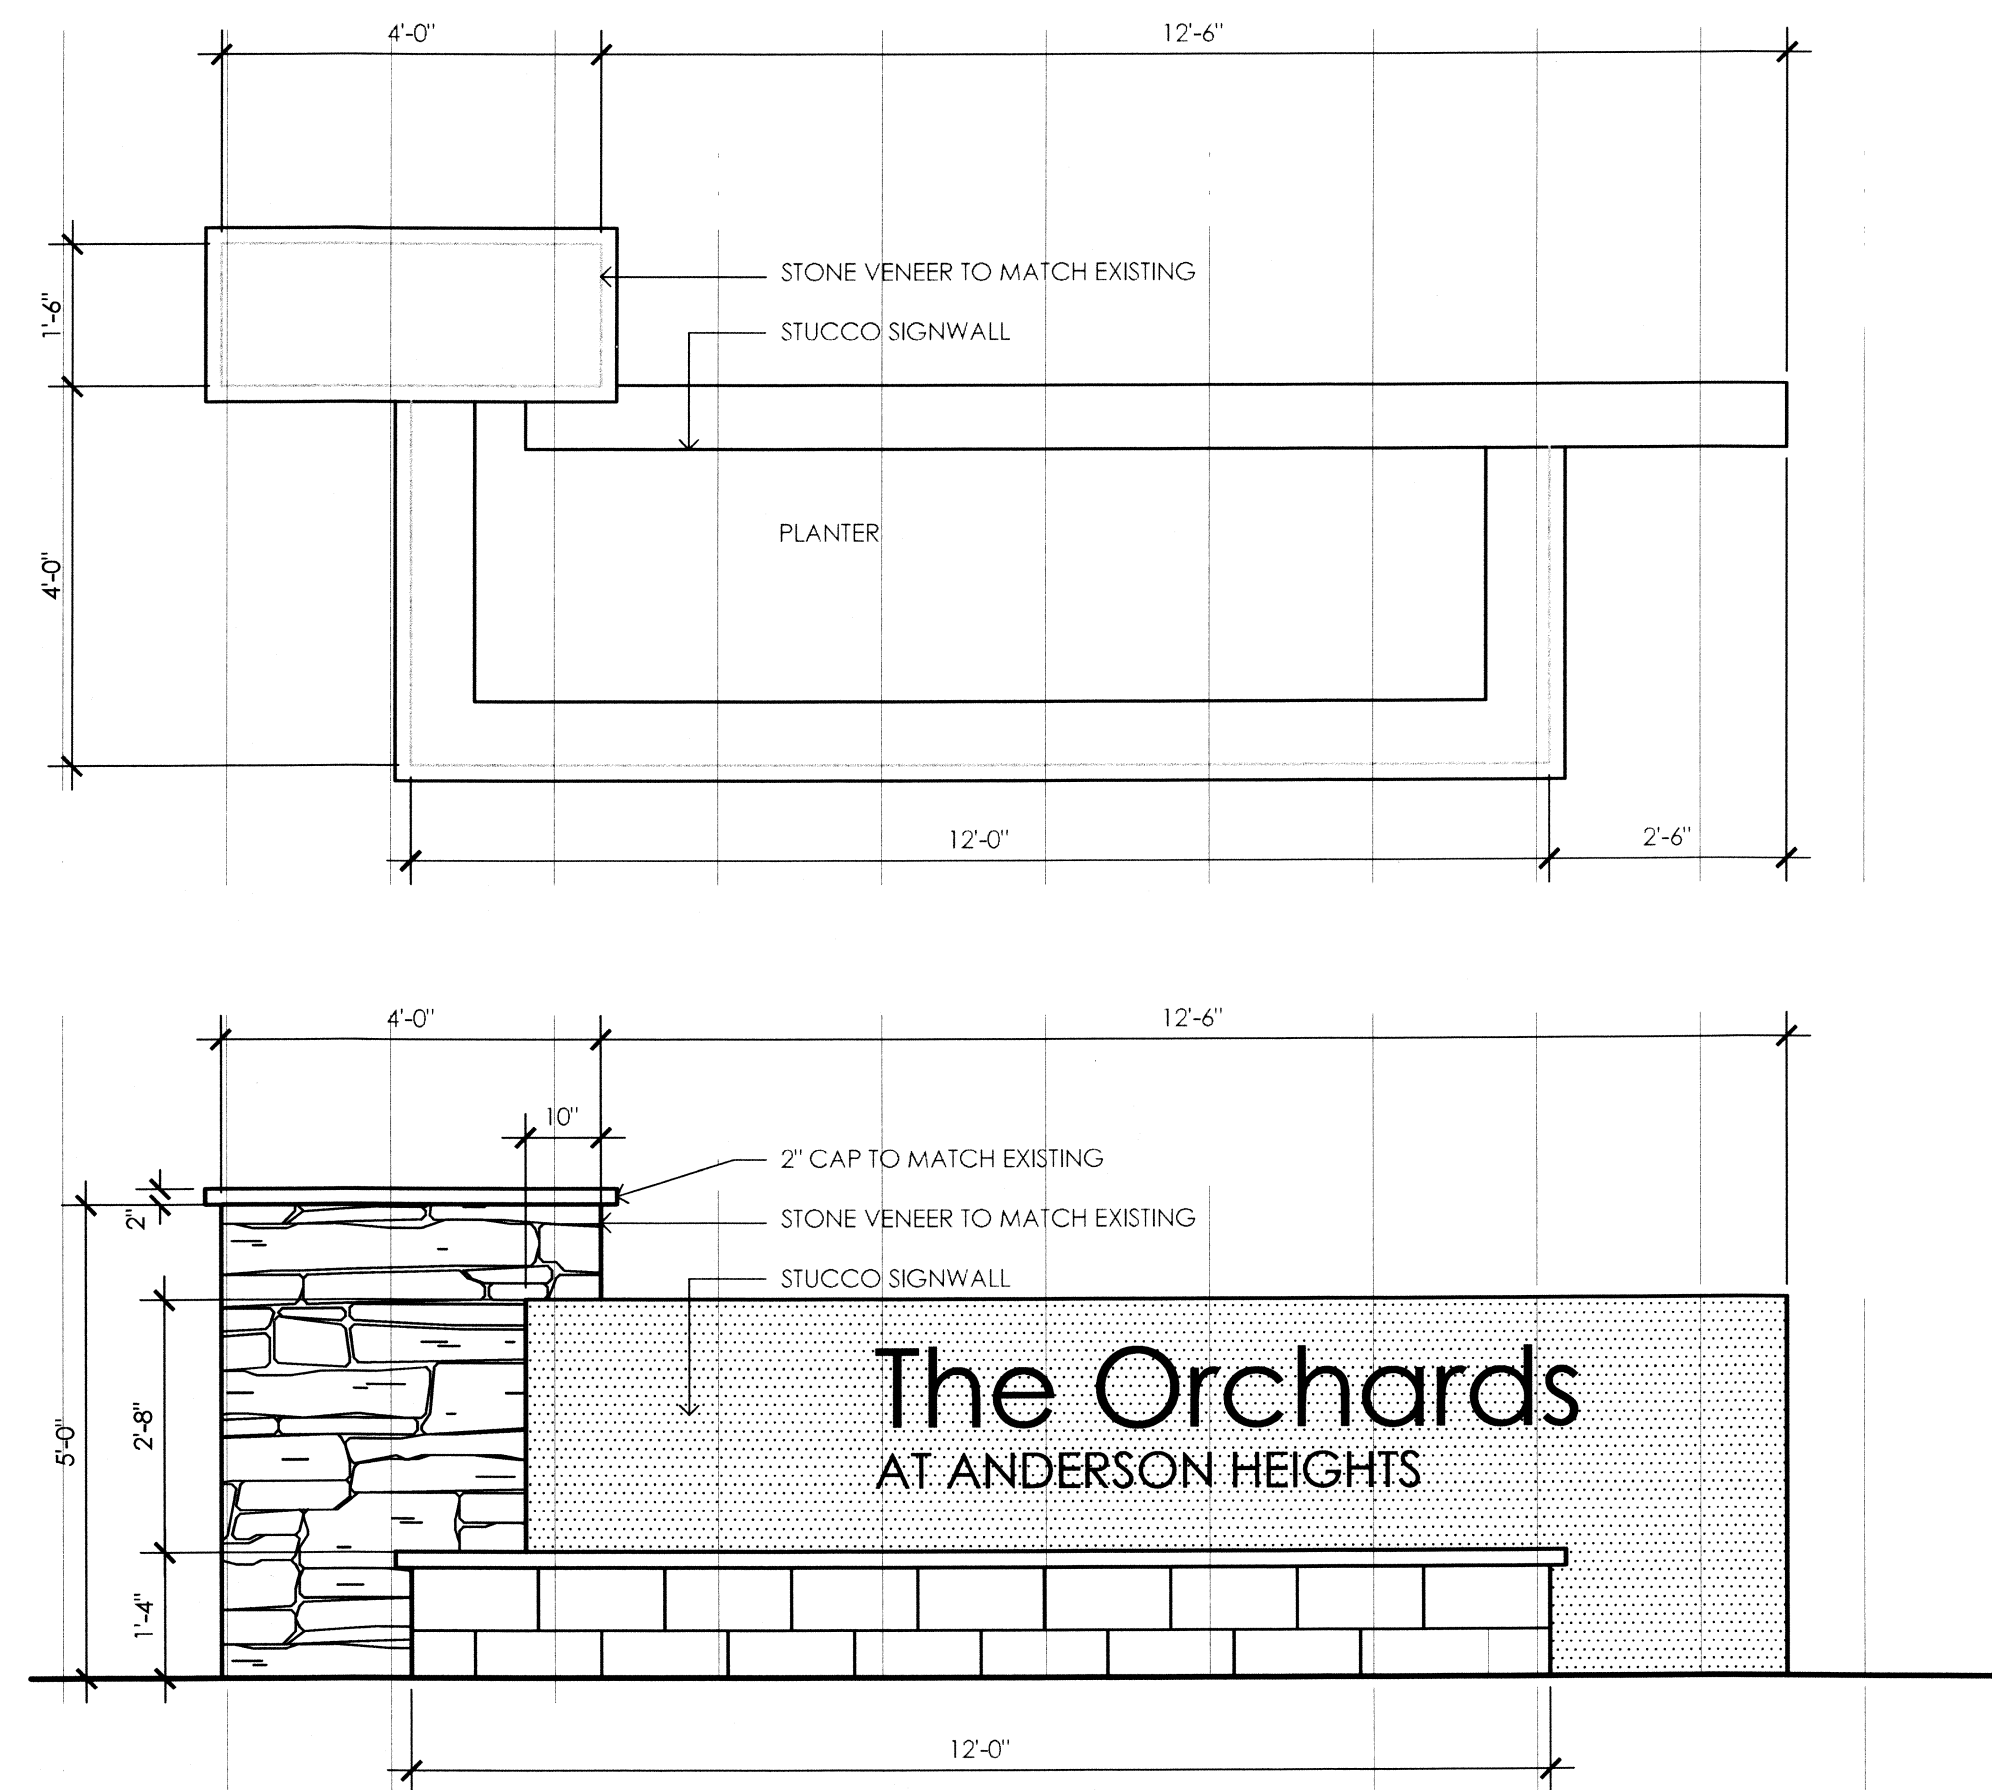 4'-0" 12'-6"
STONE VENEER TO MATCH EXISTING
1'-6"
STUCCO SIGNWALL
PLANTER
4'-0"
12'-0" 2'-6"
4'-0" 12'-6"
10"
2" CAP TO MATCH EXISTING
2"
STONE VENEER TO MATCH EXISTING
STUCCO SIGNWALL
The Orchards
5'-0" 2'-8"
AT ANDERSON HEIGHTS
1'-4"
12'-0"